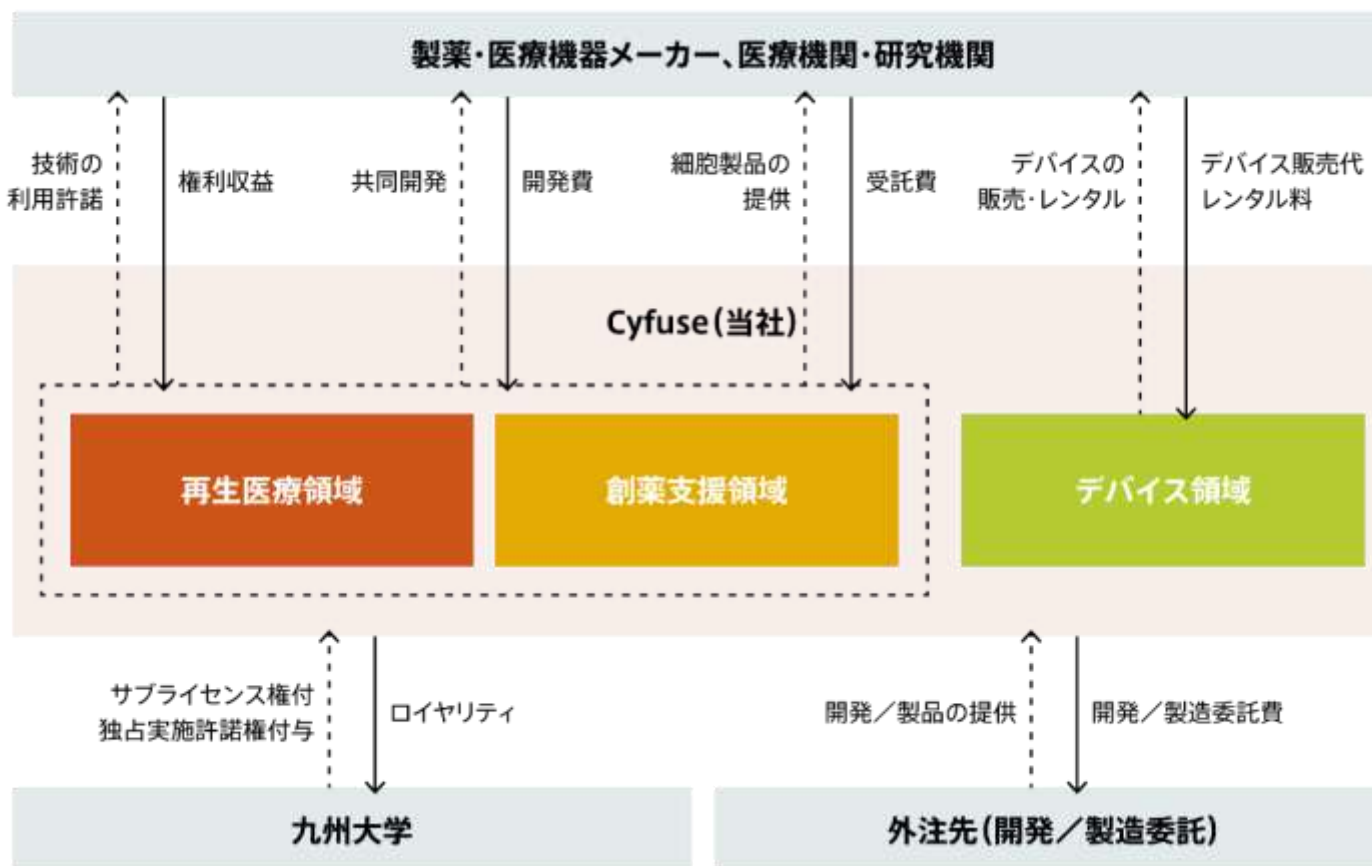 製薬・医療機器メーカー、医療機関・研究機関
技術の
利用許諾
権利収益
共同開発
開発費
細胞製品の
提供
受託費
デバイスの
販売・レンタル
デバイス販売代
レンタル料
Cyfuse(当社)
再生医療領域
創薬支援領域
デバイス領域
サブライセンス権付
独占実施許諾権付与
ロイヤリティ
開発／製品の提供
開発／製造委託費
九州大学
外注先(開発／製造委託)